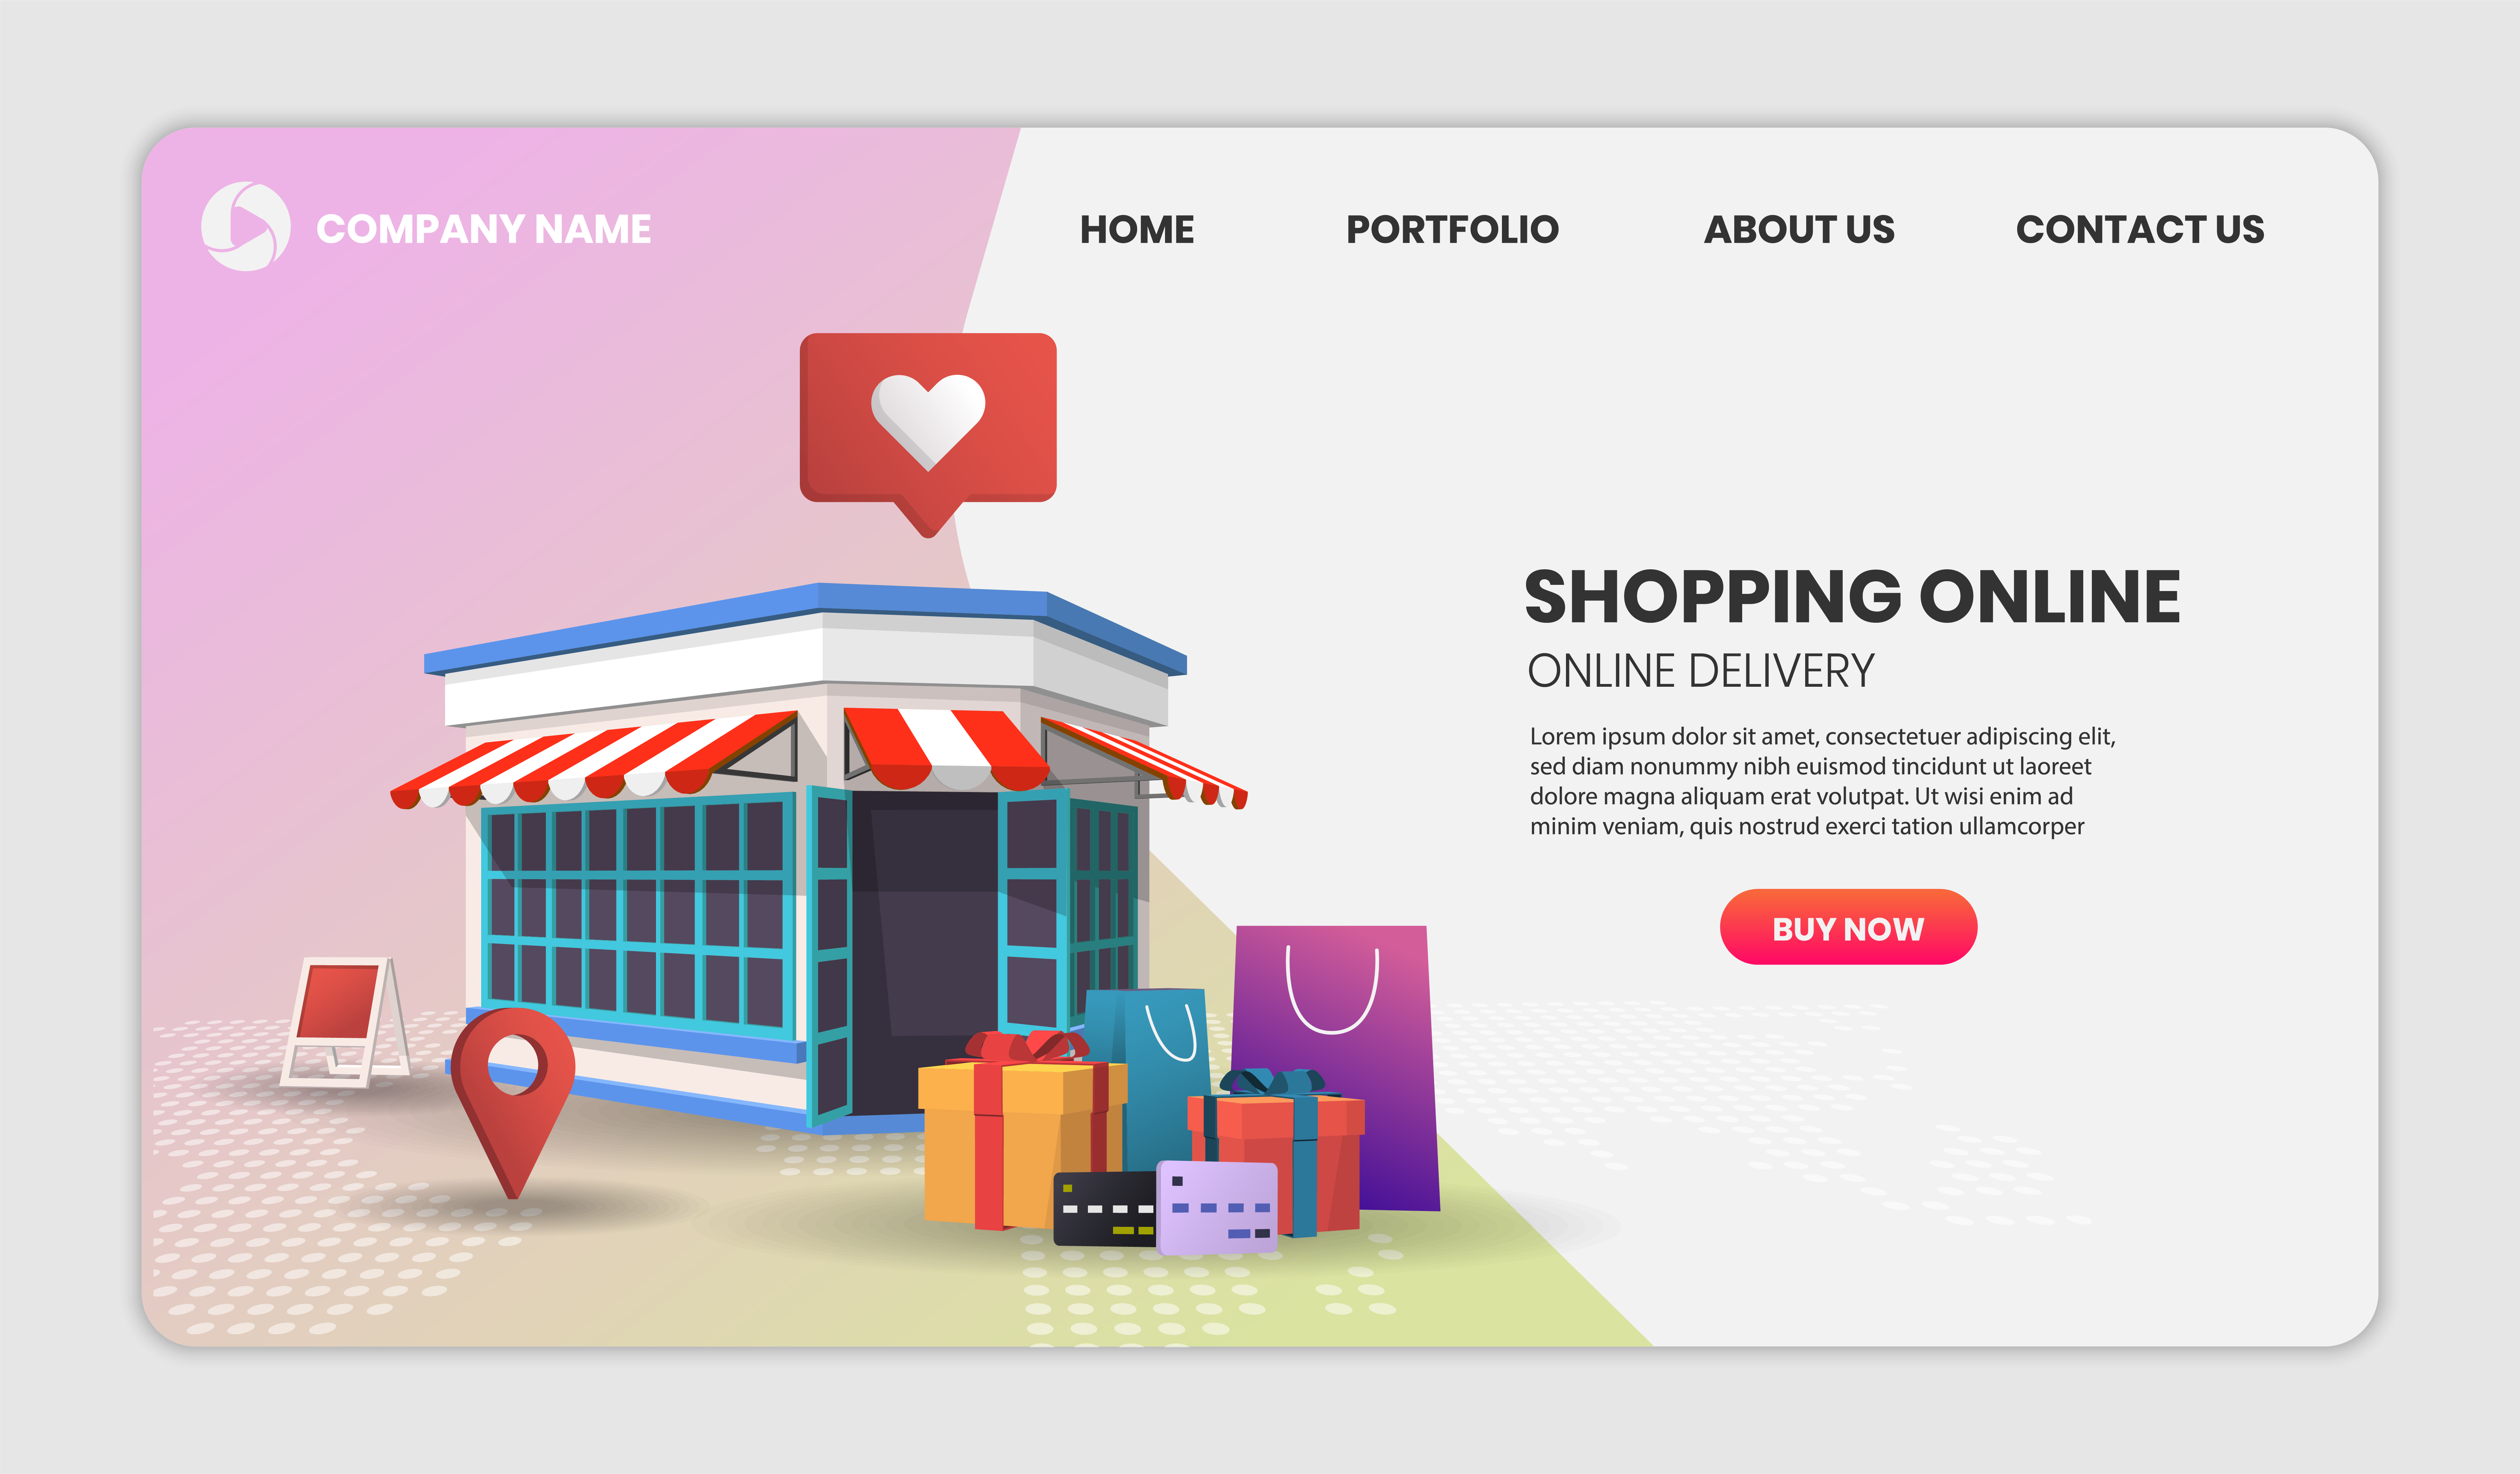 COMPANY NAME
HOME
PORTFOLIO
ABOUT US
CONTACT US
SHOPPING ONLINE
ONLINE DELIVERY
Lorem ipsum dolor sit amet, consectetuer adipiscing elit,
sed diam nonummy nibh euismod tincidunt ut laoreet
dolore magna aliquam erat volutpat. Ut wisi enim ad
minim veniam, quis nostrud exerci tation ullamcorper
BUY NOW